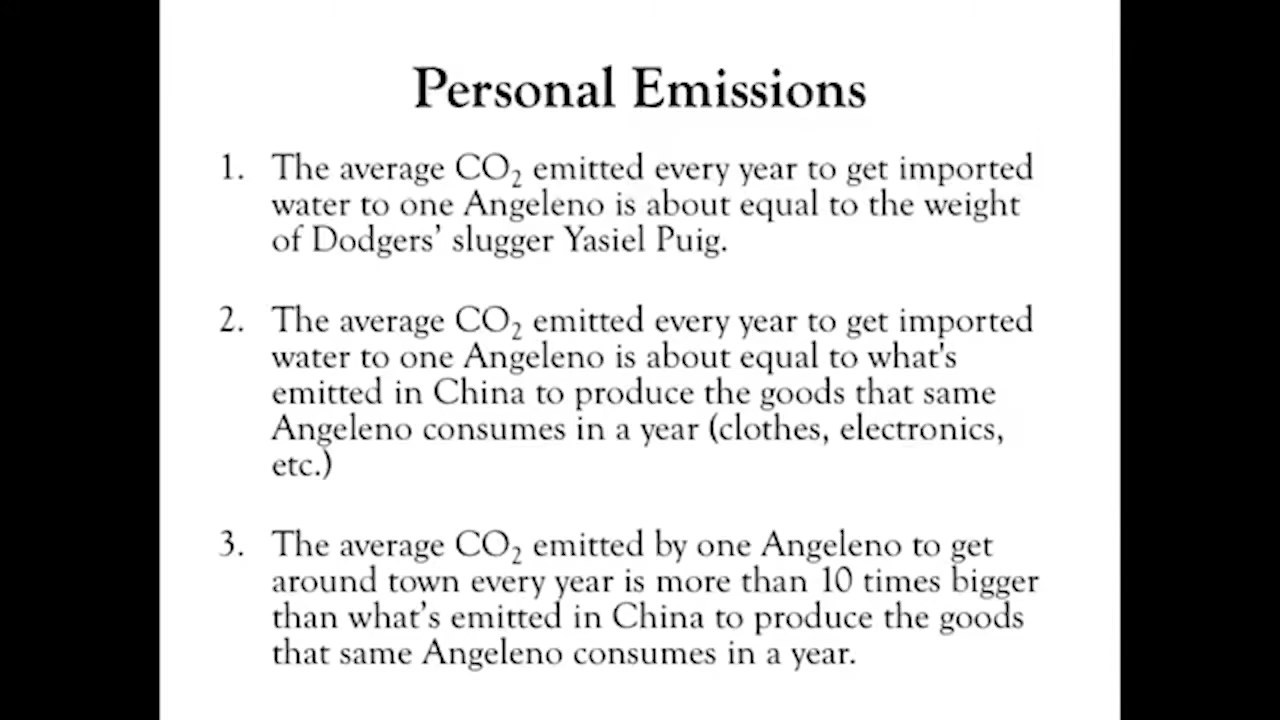 Personal Emissions
1. The average CO₂ emitted every year to get imported
water to one Angeleno is about equal to the weight
of Dodgers’ slugger Yasiel Puig.
2. The average CO₂ emitted every year to get imported
water to one Angeleno is about equal to what's
emitted in China to produce the goods that same
Angeleno consumes in a year (clothes, electronics,
etc.)
3. The average CO₂ emitted by one Angeleno to get
around town every year is more than 10 times bigger
than what’s emitted in China to produce the goods
that same Angeleno consumes in a year.